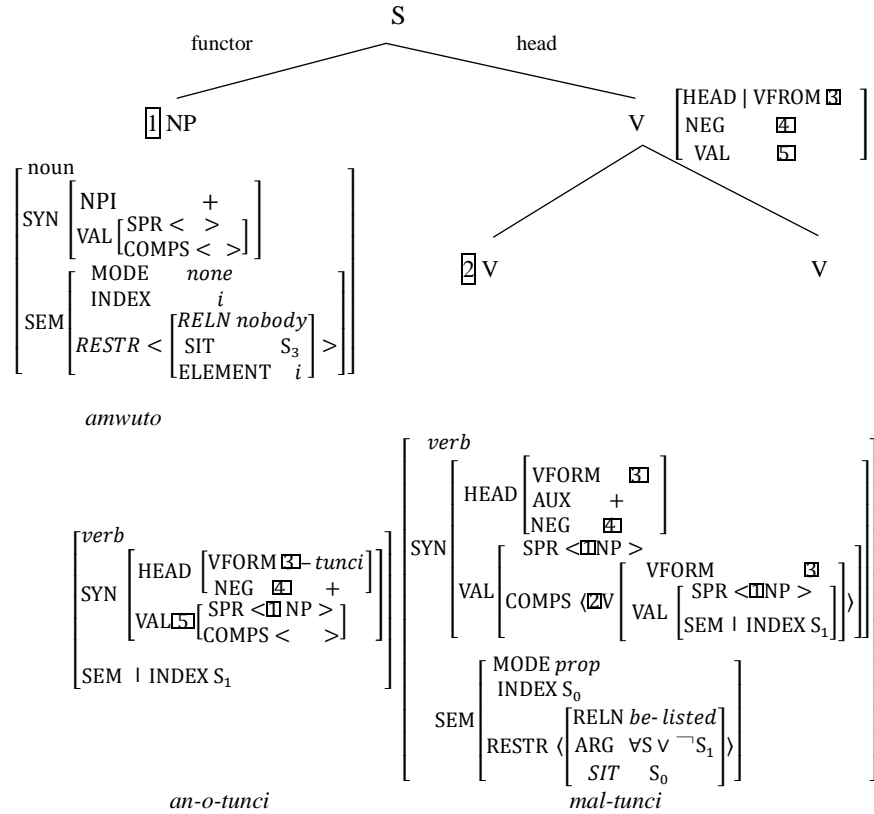 S
functor head
1 NP
V
HEAD | VFROM 3
NEG 4
VAL 5
noun
SYN
NPI +
VAL
SPR < >
COMPS < >
SEM
MODE none
INDEX i
RESTR <
RELN nobody
SIT S₃
ELEMENT i
>
amwuto
2 V
V
verb
SYN
HEAD
VFORM 3 – tunci
NEG 4 +
VAL 5
SPR < 1 NP >
COMPS < >
SEM | INDEX S₁
an-o-tunci
verb
SYN
HEAD
VFORM 3
AUX +
NEG 4
VAL
SPR < 1 NP >
COMPS ⟨ 2 V
VFORM 3
VAL
SPR < 1 NP >
SEM | INDEX S₁
⟩
SEM
MODE prop
INDEX S₀
RESTR ⟨
RELN be-listed
ARG ∀S ∨ ¬S₁
SIT S₀
⟩
mal-tunci